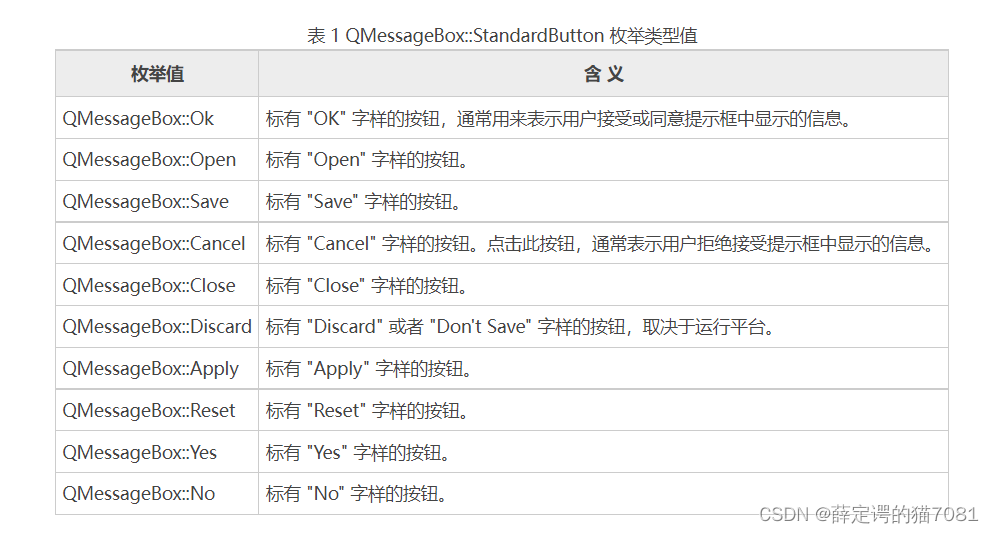 表 1 QMessageBox::StandardButton 枚举类型值
枚举值 含 义
QMessageBox::Ok 标有 "OK" 字样的按钮，通常用来表示用户接受或同意提示框中显示的信息。
QMessageBox::Open 标有 "Open" 字样的按钮。
QMessageBox::Save 标有 "Save" 字样的按钮。
QMessageBox::Cancel 标有 "Cancel" 字样的按钮。点击此按钮，通常表示用户拒绝接受提示框中显示的信息。
QMessageBox::Close 标有 "Close" 字样的按钮。
QMessageBox::Discard 标有 "Discard" 或者 "Don't Save" 字样的按钮，取决于运行平台。
QMessageBox::Apply 标有 "Apply" 字样的按钮。
QMessageBox::Reset 标有 "Reset" 字样的按钮。
QMessageBox::Yes 标有 "Yes" 字样的按钮。
QMessageBox::No 标有 "No" 字样的按钮。
CSDN @薛定谔的猫7081